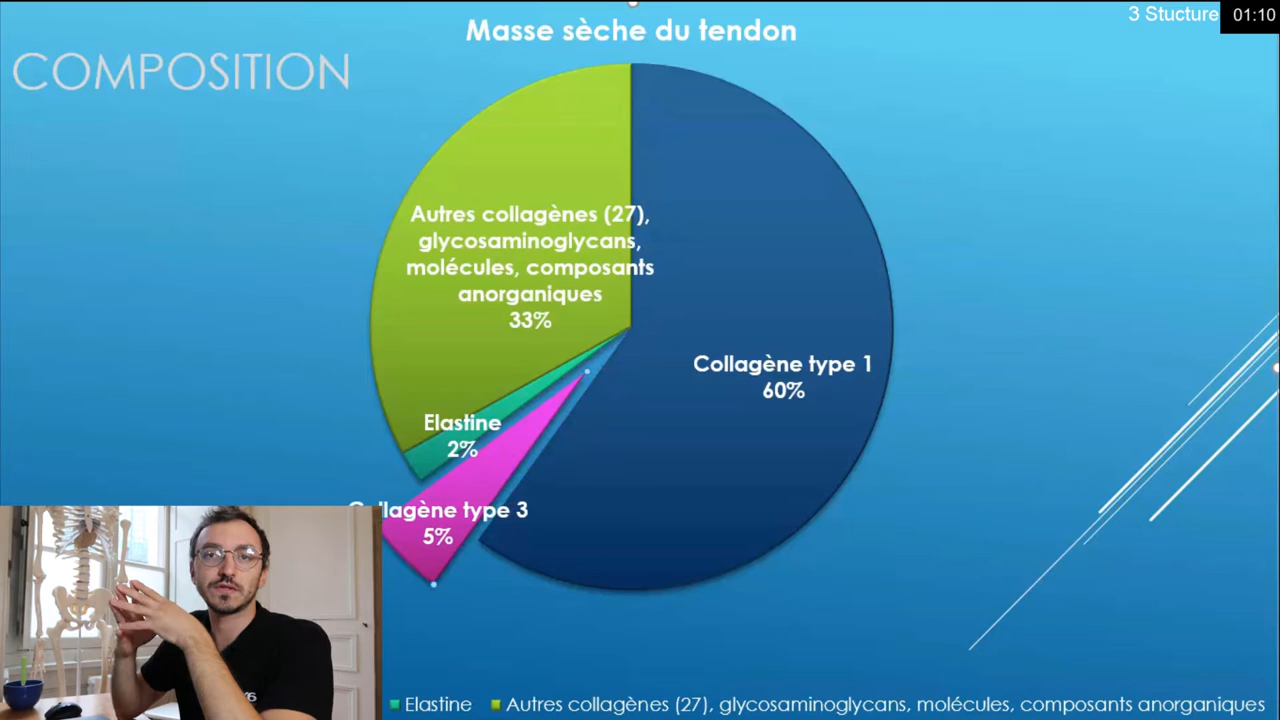 3 Stucture
01:10
Masse sèche du tendon
COMPOSITION
Autres collagènes (27),
glycosaminoglycans,
molécules, composants
anorganiques
33%
Collagène type 1
60%
Elastine
2%
Collagène type 3
5%
Elastine
Autres collagènes (27), glycosaminoglycans, molécules, composants anorganiques